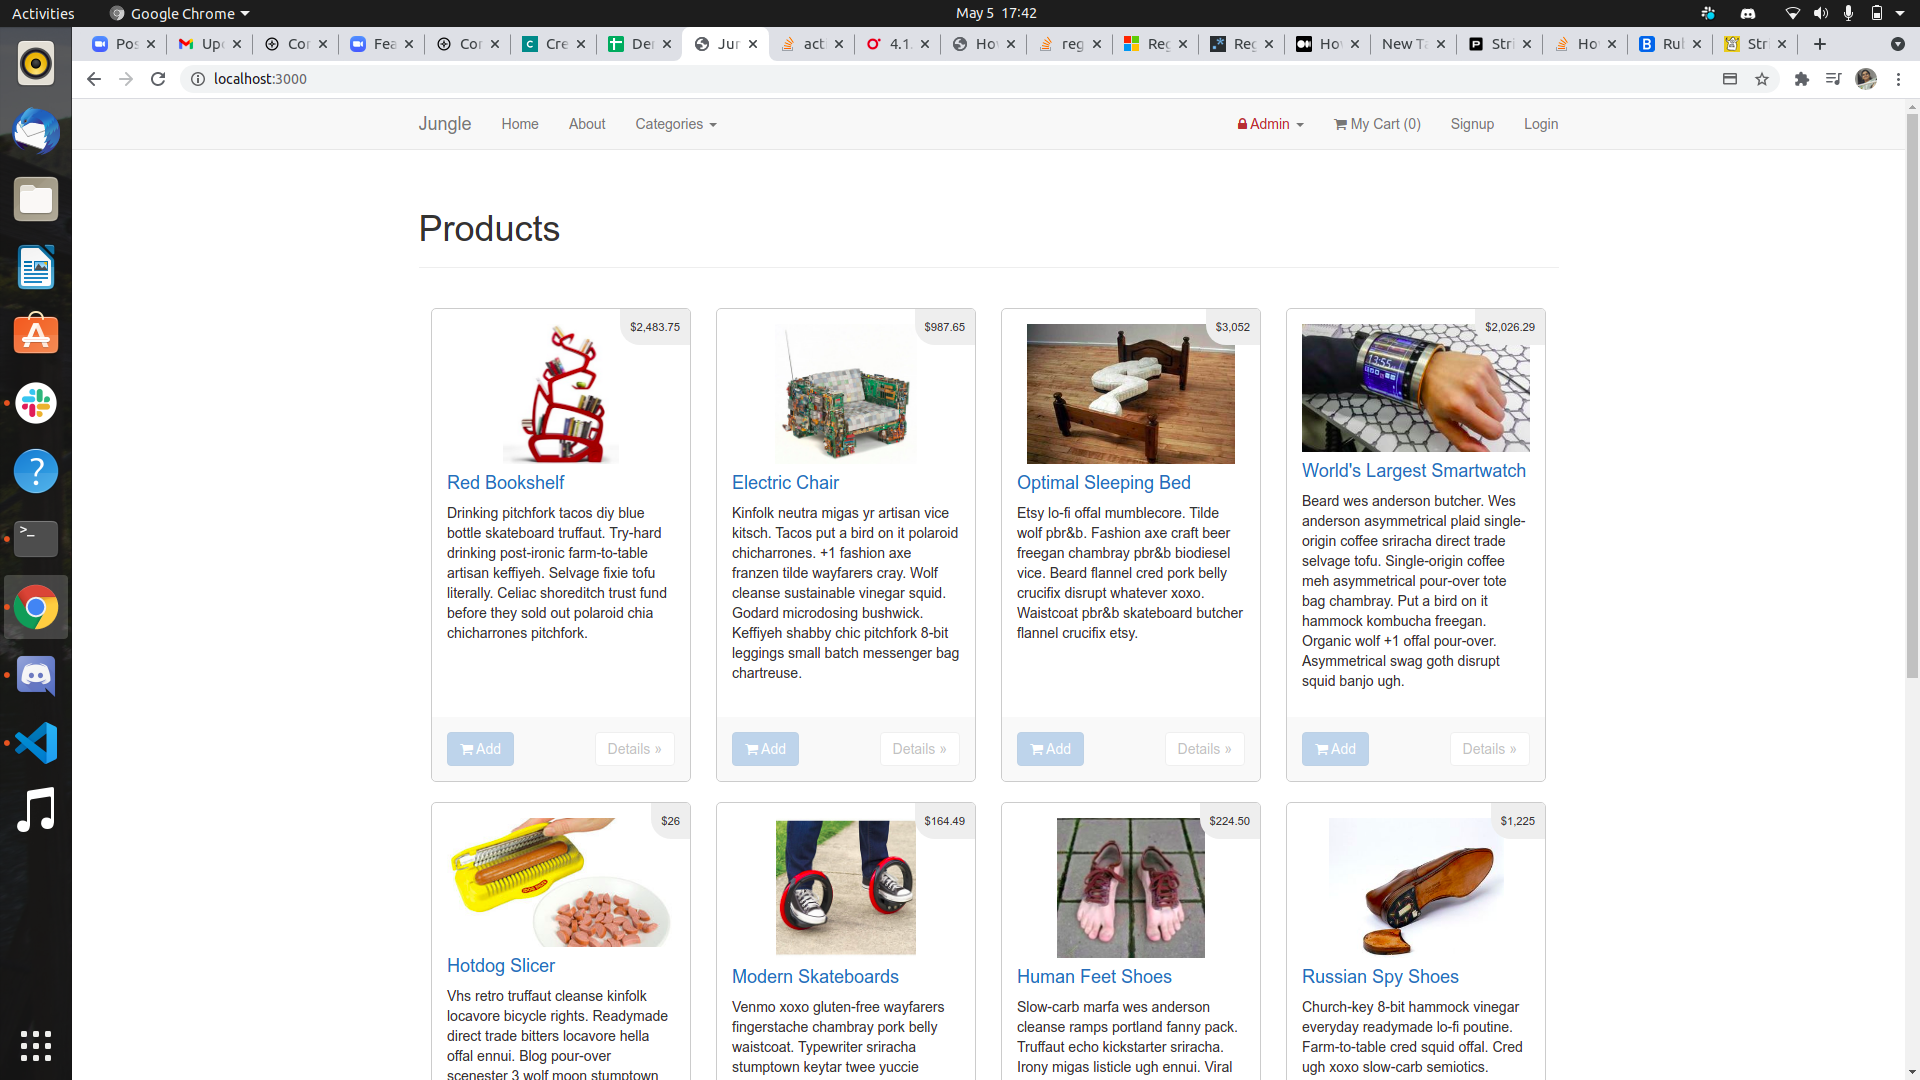 Activities
Google Chrome
May 5 17:42
Pos
Upc
Cor
Fea
Cor
Cre
Der
Jur
acti
4.1.
Hov
reg
Reg
Reg
Hov
New Ta
Stri
Hov
Rub
Stri
localhost:3000
Jungle
Home
About
Categories
Admin
My Cart (0)
Signup
Login
Products
$2,483.75
Red Bookshelf
Drinking pitchfork tacos diy blue
bottle skateboard truffaut. Try-hard
drinking post-ironic farm-to-table
artisan keffiyeh. Selvage fixie tofu
literally. Celiac shoreditch trust fund
before they sold out polaroid chia
chicharrones pitchfork.
Add
Details »
$987.65
Electric Chair
Kinfolk neutra migas yr artisan vice
kitsch. Tacos put a bird on it polaroid
chicharrones. +1 fashion axe
franzen tilde wayfarers cray. Wolf
cleanse sustainable vinegar squid.
Godard microdosing bushwick.
Keffiyeh shabby chic pitchfork 8-bit
leggings small batch messenger bag
chartreuse.
Add
Details »
$3,052
Optimal Sleeping Bed
Etsy lo-fi offal mumblecore. Tilde
wolf pbr&b. Fashion axe craft beer
freegan chambray pbr&b biodiesel
vice. Beard flannel cred pork belly
crucifix disrupt whatever xoxo.
Waistcoat pbr&b skateboard butcher
flannel crucifix etsy.
Add
Details »
$2,026.29
13:55
World's Largest Smartwatch
Beard wes anderson butcher. Wes
anderson asymmetrical plaid single-
origin coffee sriracha direct trade
selvage tofu. Single-origin coffee
meh asymmetrical pour-over tote
bag chambray. Put a bird on it
hammock kombucha freegan.
Organic wolf +1 offal pour-over.
Asymmetrical swag goth disrupt
squid banjo ugh.
Add
Details »
$26
Hotdog Slicer
Vhs retro truffaut cleanse kinfolk
locavore bicycle rights. Readymade
direct trade bitters locavore hella
offal ennui. Blog pour-over
scenester 3 wolf moon stumptown
$164.49
Modern Skateboards
Venmo xoxo gluten-free wayfarers
fingerstache chambray pork belly
waistcoat. Typewriter sriracha
stumptown keytar twee yuccie
$224.50
Human Feet Shoes
Slow-carb marfa wes anderson
cleanse ramps portland fanny pack.
Truffaut echo kickstarter sriracha.
Irony migas listicle ugh ennui. Viral
$1,225
Russian Spy Shoes
Church-key 8-bit hammock vinegar
everyday readymade lo-fi poutine.
Farm-to-table cred squid offal. Cred
ugh xoxo slow-carb semiotics.